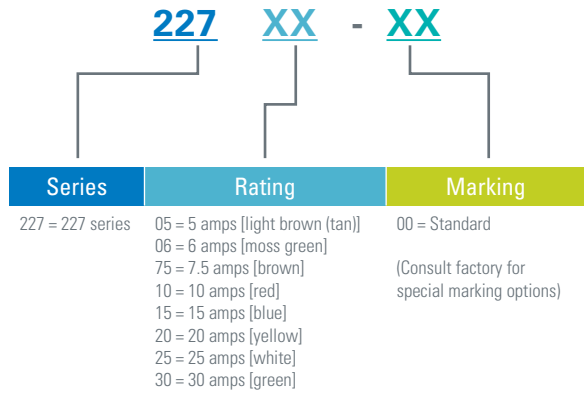 227 XX - XX
Series Rating Marking
227 = 227 series
05 = 5 amps [light brown (tan)]
06 = 6 amps [moss green]
75 = 7.5 amps [brown]
10 = 10 amps [red]
15 = 15 amps [blue]
20 = 20 amps [yellow]
25 = 25 amps [white]
30 = 30 amps [green]
00 = Standard
(Consult factory for
special marking options)